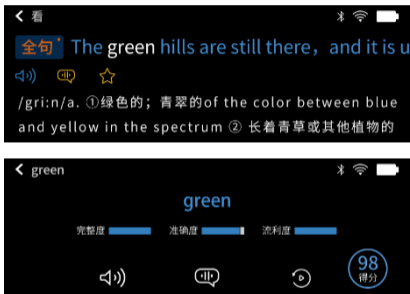 看
全句 The green hills are still there，and it is u
/gri:n/a. ①绿色的；青翠的of the color between blue
and yellow in the spectrum ② 长着青草或其他植物的
green
green
完整度 准确度 流利度
98
得分